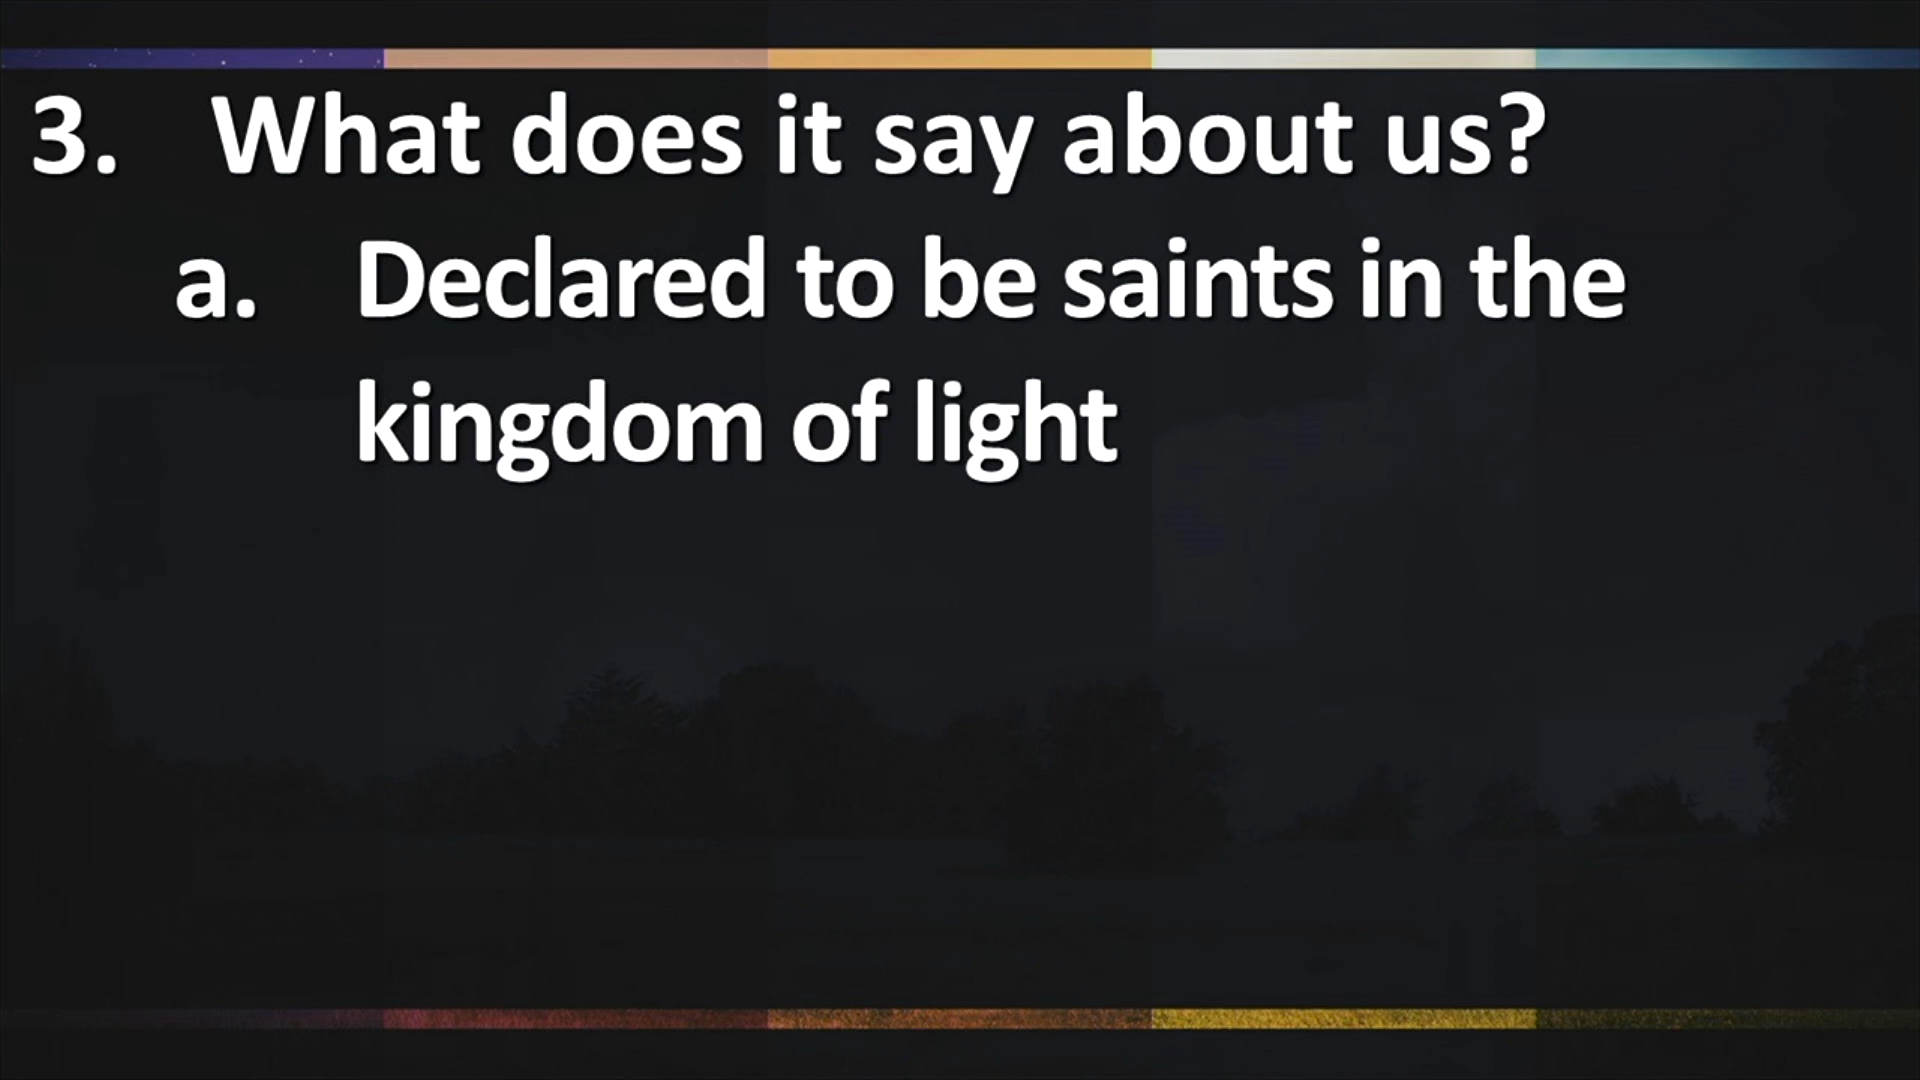 3. What does it say about us?
a. Declared to be saints in the
kingdom of light